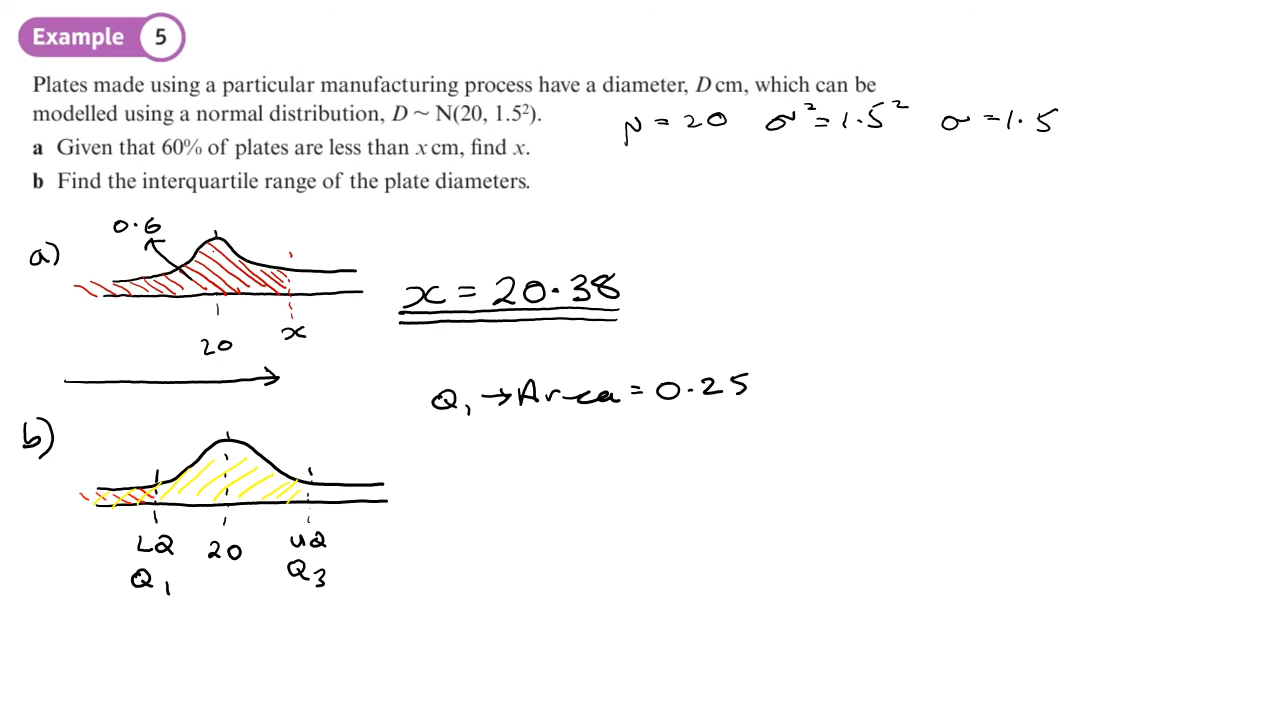 Example 5
Plates made using a particular manufacturing process have a diameter, D cm, which can be
modelled using a normal distribution, D ~ N(20, 1.5²).
μ = 20 σ² = 1.5² σ = 1.5
a Given that 60% of plates are less than x cm, find x.
b Find the interquartile range of the plate diameters.
0.6
a)
x = 20.38
20 x
Q₁ → Area = 0.25
b)
LQ 20 UQ
Q₁ Q₃